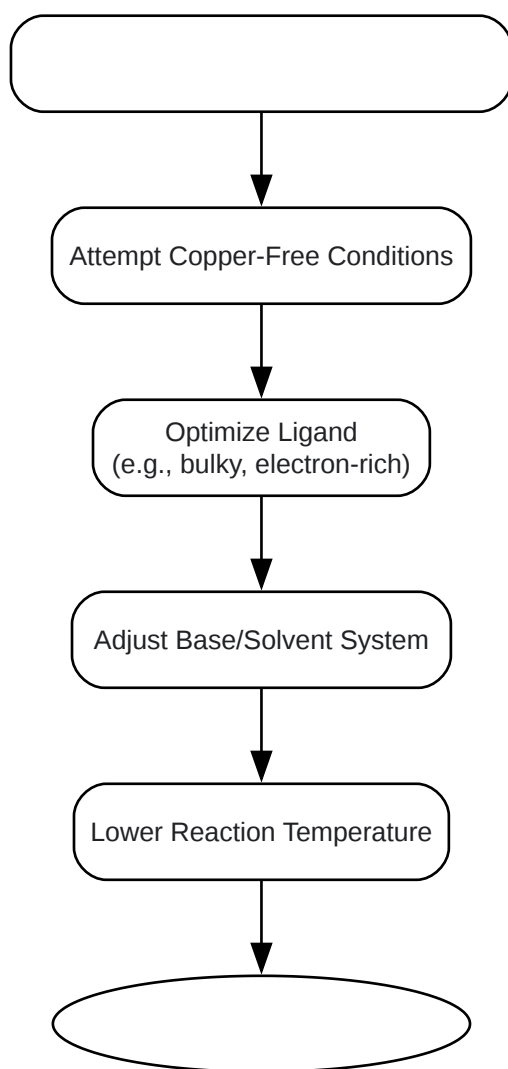 Attempt Copper-Free Conditions
Optimize Ligand
(e.g., bulky, electron-rich)
Adjust Base/Solvent System
Lower Reaction Temperature